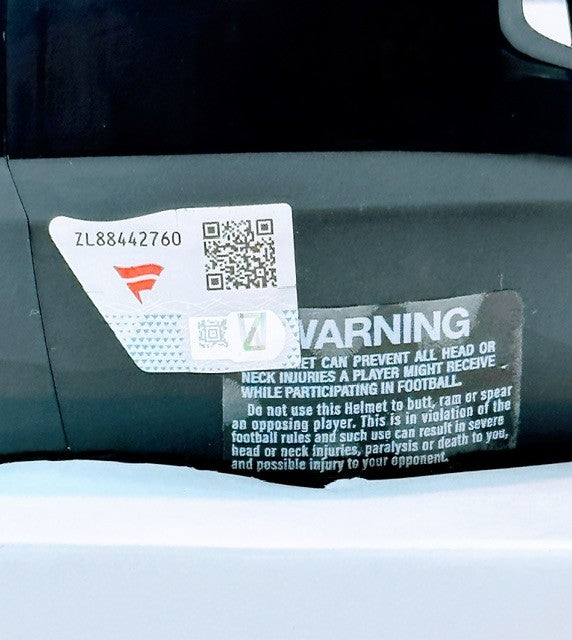 ZL88442760
Z
WARNING
CAN PREVENT ALL HEAD OR
NECK INJURIES A PLAYER MIGHT RECEIVE
WHILE PARTICIPATING IN FOOTBALL.
Do not use this Helmet to butt, ram or spear
an opposing player. This is in violation of the
football rules and such use can result in severe
head or neck injuries, paralysis or death to you,
and possible injury to your opponent.